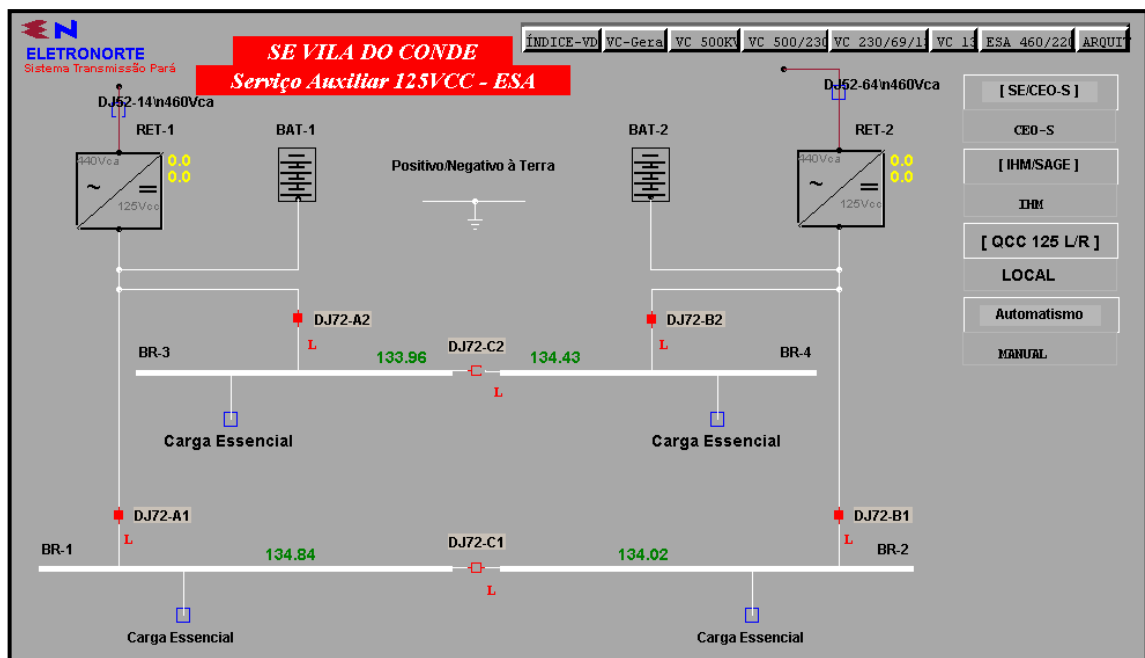 ELETRONORTE
Sistema Transmissão Pará
SE VILA DO CONDE
Serviço Auxiliar 125VCC - ESA
ÍNDICE-VD VC-Gera VC 500KV VC 500/230 VC 230/69/1 VC 13 ESA 460/220 ARQUIT
DJ52-14\n460Vca
DJ52-64\n460Vca
[ SE/CEO-S ]
CEO-S
[ IHM/SAGE ]
IHM
[ QCC 125 L/R ]
LOCAL
Automatismo
MANUAL
RET-1
BAT-1
BAT-2
RET-2
440Vca
0.0
0.0
125Vcc
Positivo/Negativo à Terra
440Vca
0.0
0.0
125Vcc
DJ72-A2
L
DJ72-B2
L
BR-3
133.96
DJ72-C2
L
134.43
BR-4
Carga Essencial
Carga Essencial
DJ72-A1
L
DJ72-B1
L
BR-1
134.84
DJ72-C1
L
134.02
BR-2
Carga Essencial
Carga Essencial